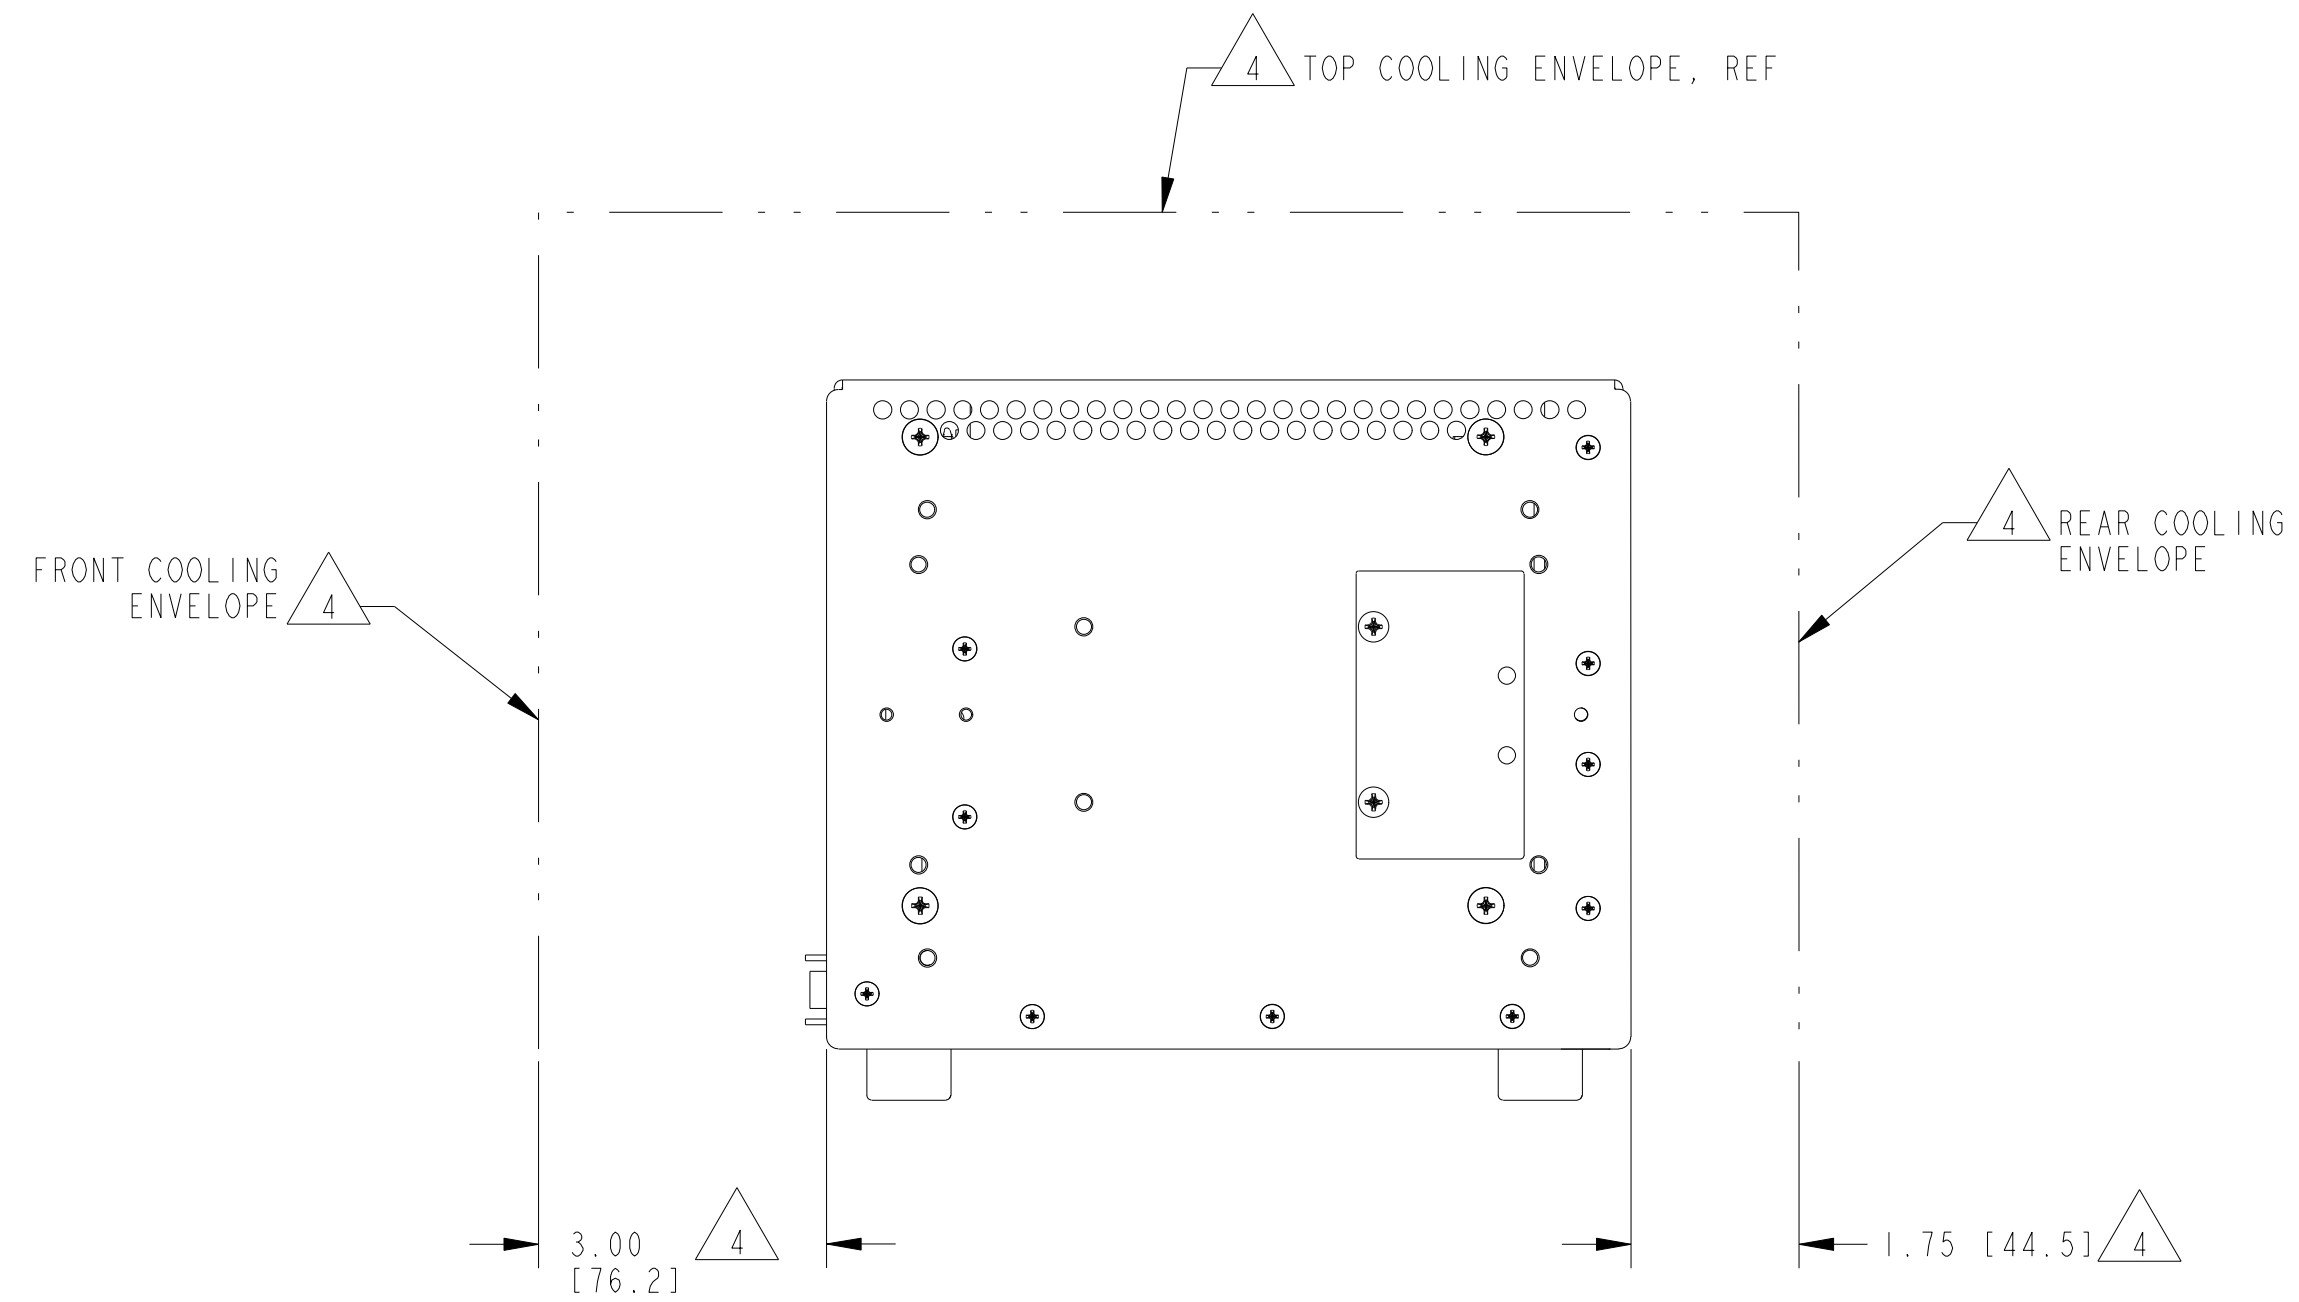 4 TOP COOLING ENVELOPE, REF
4 REAR COOLING
ENVELOPE
FRONT COOLING
ENVELOPE 4
3.00 4
[76.2]
1.75 [44.5] 4